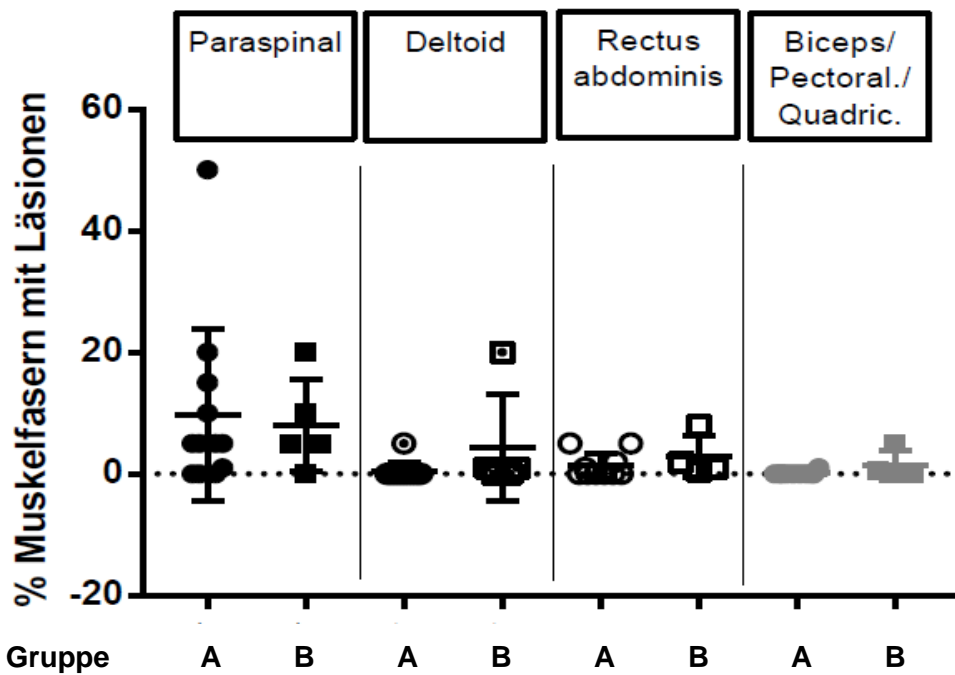 Paraspinal
Deltoid
Rectus
abdominis
Biceps/
Pectoral./
Quadric.
% Muskelfasern mit Läsionen
60
40
20
0
-20
Gruppe A B A B A B A B